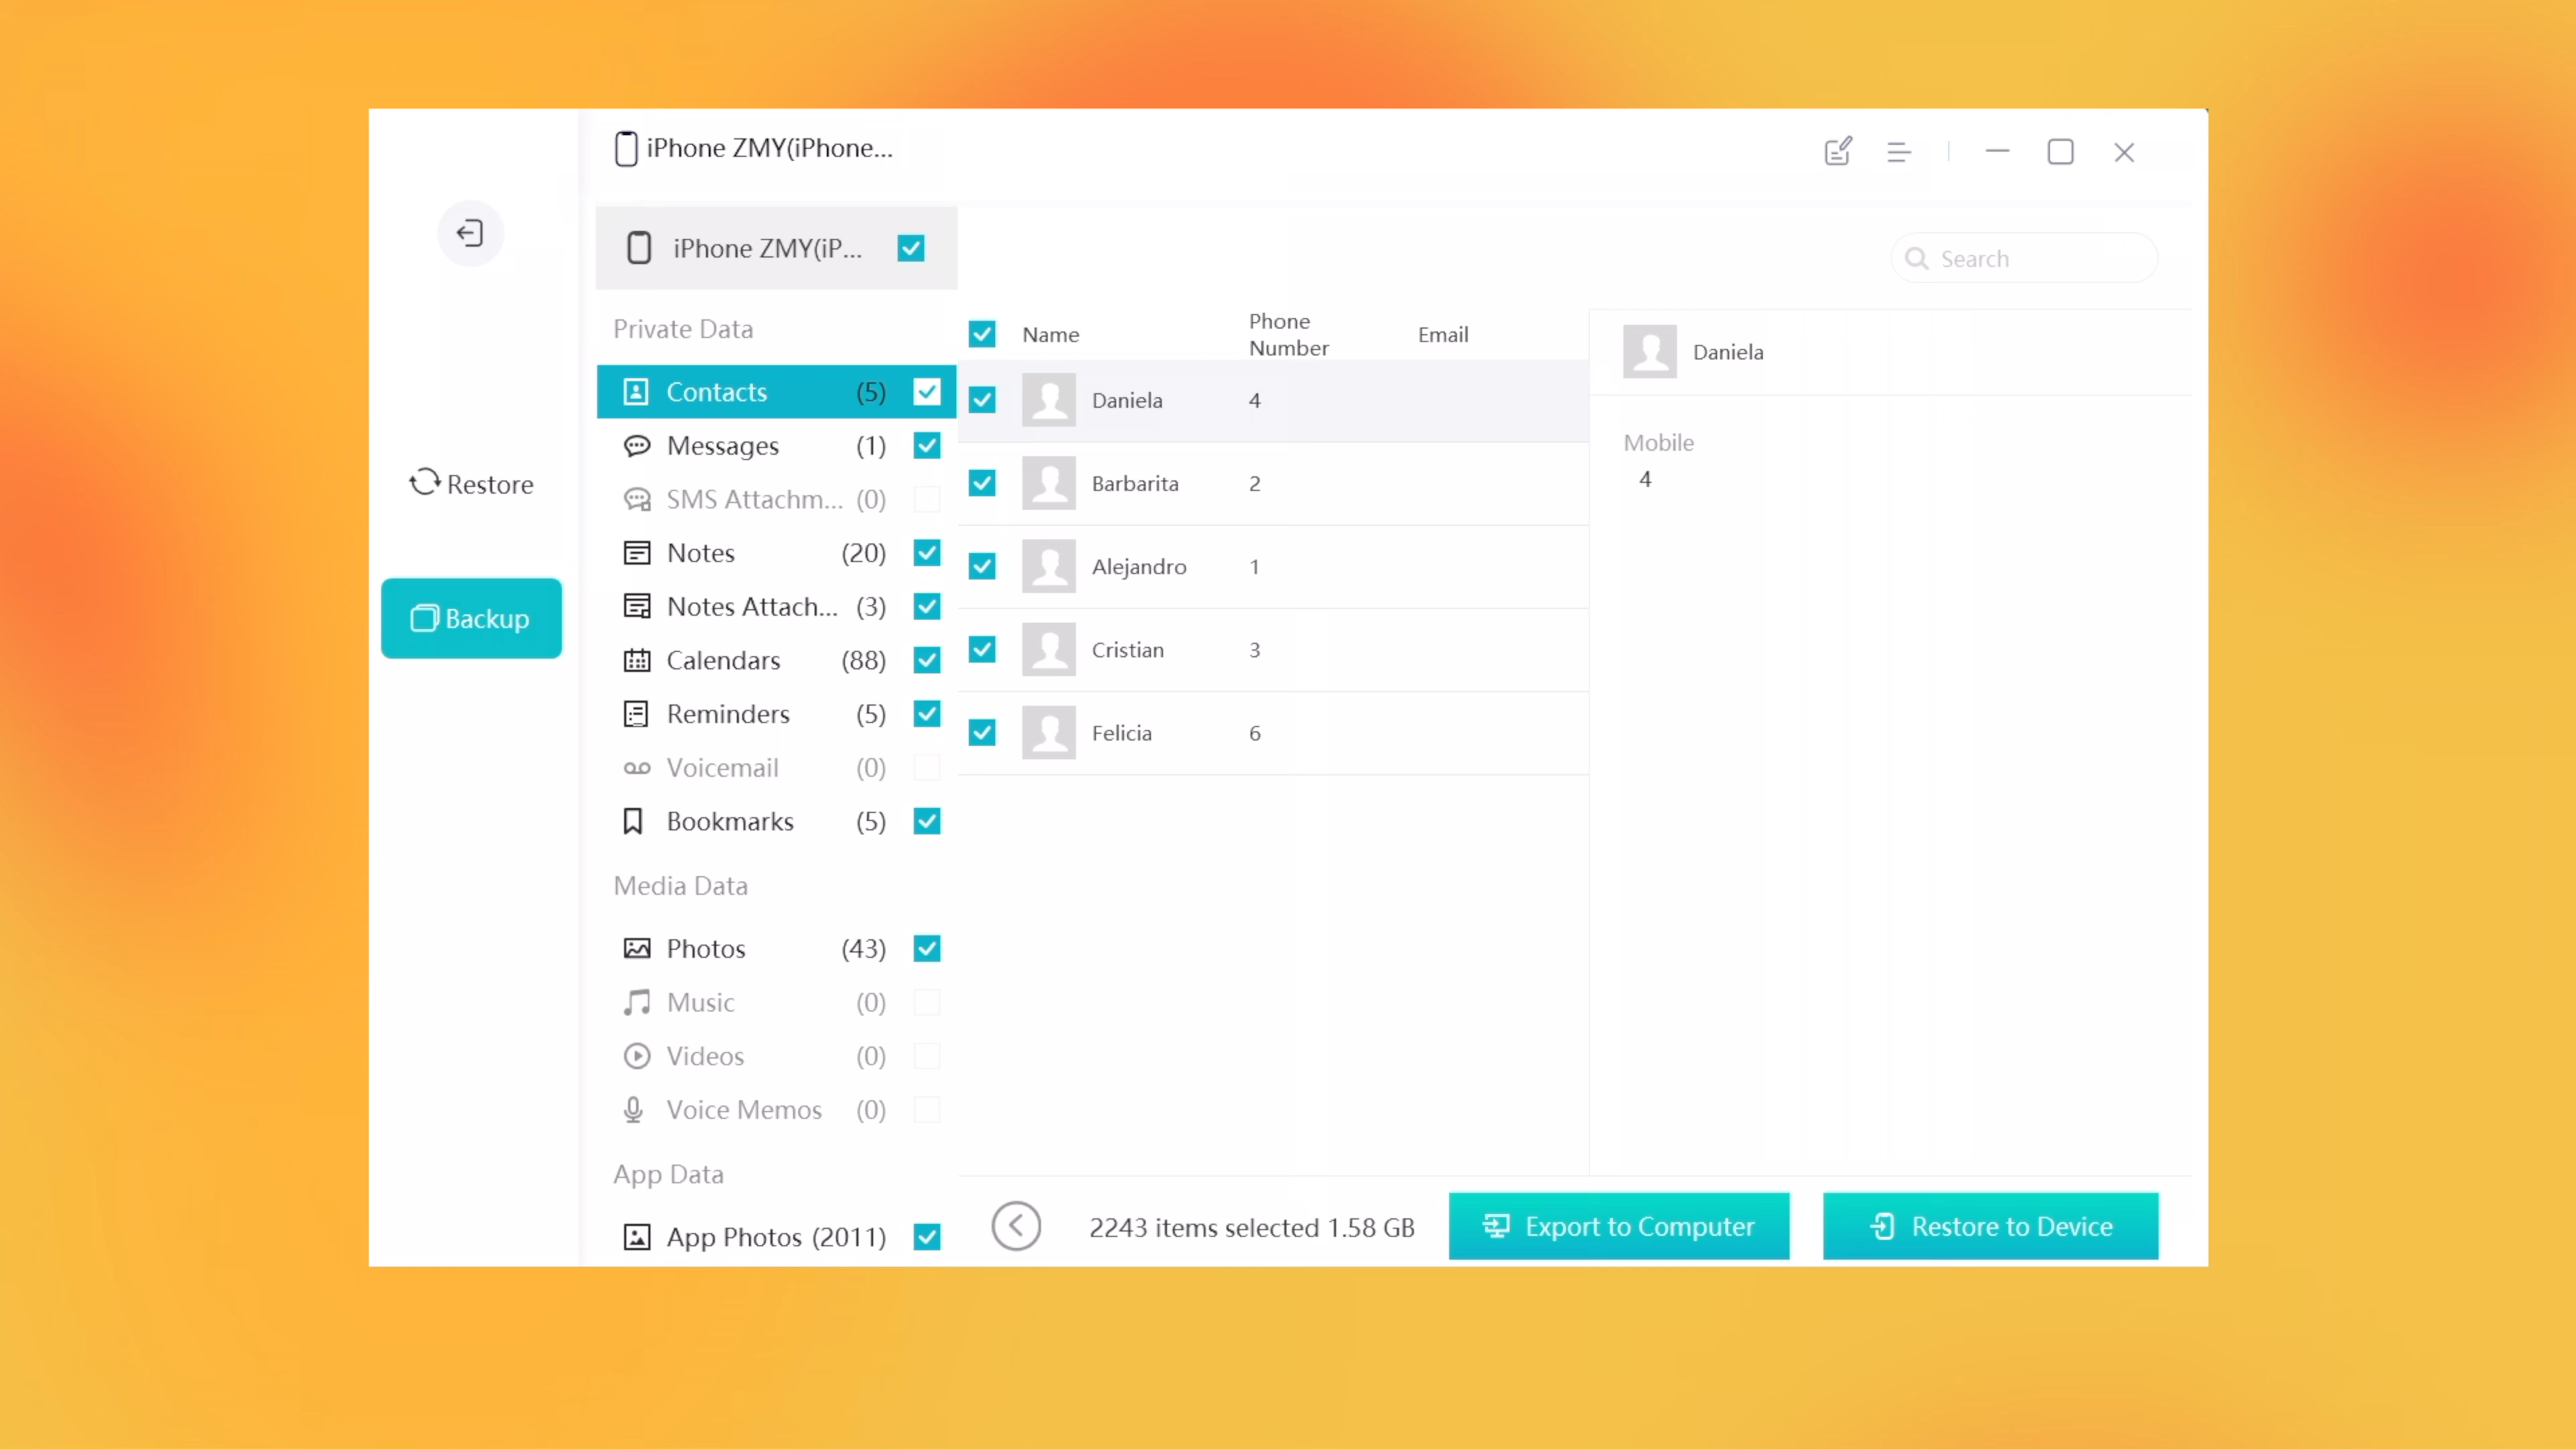 iPhone ZMY(iPhone...
iPhone ZMY(iP...
Search
Restore
Backup
Private Data
Contacts (5)
Messages (1)
SMS Attachm... (0)
Notes (20)
Notes Attach... (3)
Calendars (88)
Reminders (5)
Voicemail (0)
Bookmarks (5)
Media Data
Photos (43)
Music (0)
Videos (0)
Voice Memos (0)
App Data
App Photos (2011)
Name Phone Number Email
Daniela 4
Barbarita 2
Alejandro 1
Cristian 3
Felicia 6
Daniela
Mobile
4
2243 items selected 1.58 GB
Export to Computer
Restore to Device